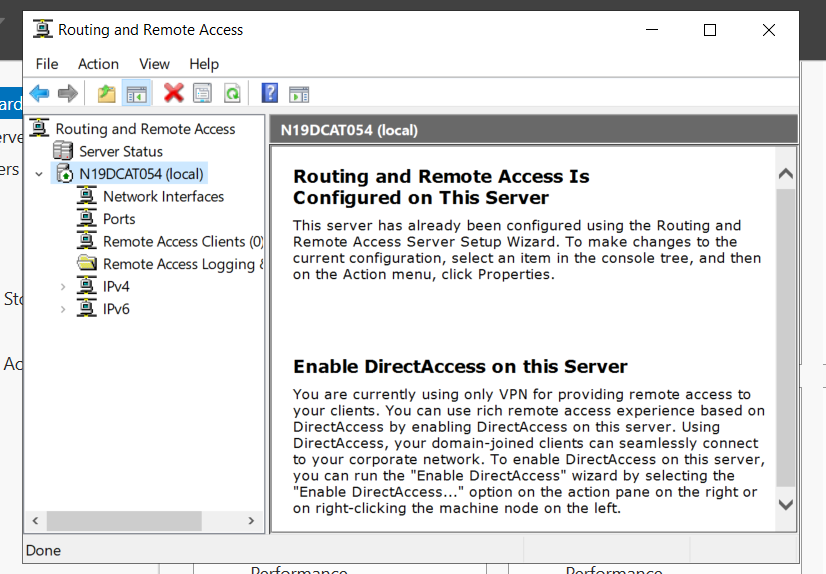 Routing and Remote Access
File Action View Help
Routing and Remote Access
Server Status
N19DCAT054 (local)
Network Interfaces
Ports
Remote Access Clients (0)
Remote Access Logging &
IPv4
IPv6
N19DCAT054 (local)
Routing and Remote Access Is
Configured on This Server
This server has already been configured using the Routing and
Remote Access Server Setup Wizard. To make changes to the
current configuration, select an item in the console tree, and then
on the Action menu, click Properties.
Enable DirectAccess on this Server
You are currently using only VPN for providing remote access to
your clients. You can use rich remote access experience based on
DirectAccess by enabling DirectAccess on this server. Using
DirectAccess, your domain-joined clients can seamlessly connect
to your corporate network. To enable DirectAccess on this server,
you can run the "Enable DirectAccess" wizard by selecting the
"Enable DirectAccess..." option on the action pane on the right or
on right-clicking the machine node on the left.
Done
Performance Performance